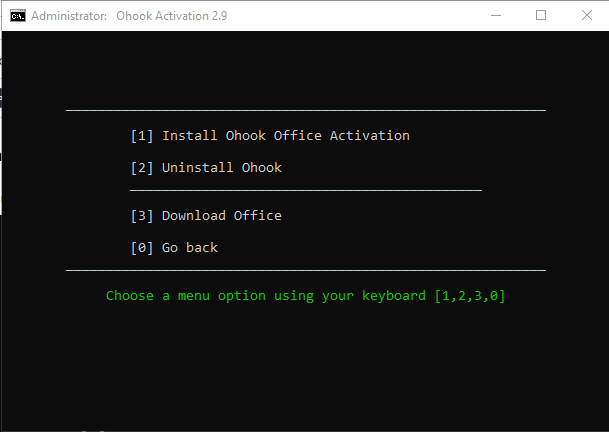 Administrator: Ohook Activation 2.9
[1] Install Ohook Office Activation
[2] Uninstall Ohook
[3] Download Office
[0] Go back
Choose a menu option using your keyboard [1,2,3,0]